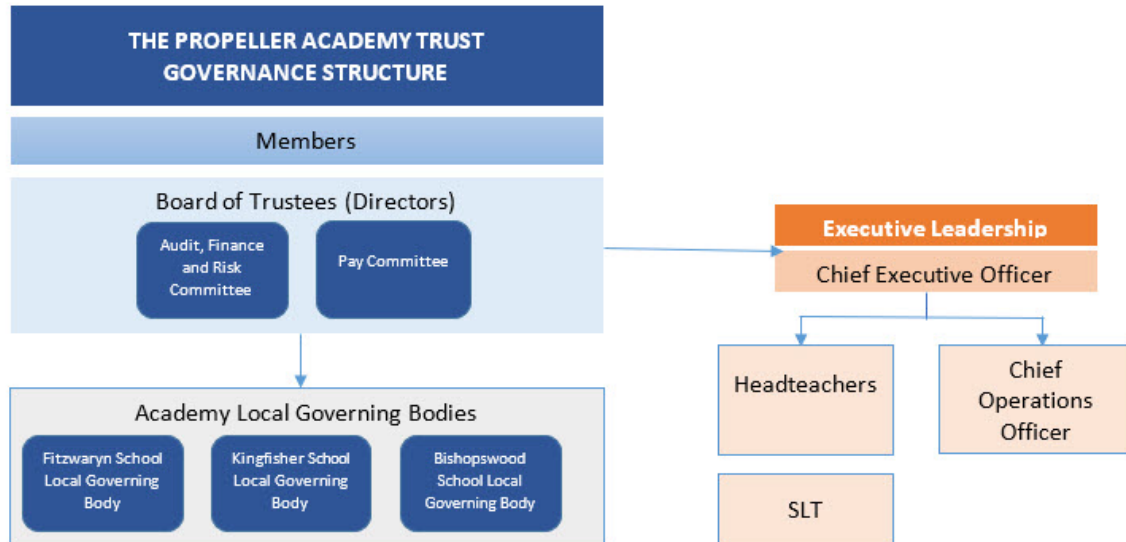 THE PROPELLER ACADEMY TRUST
GOVERNANCE STRUCTURE
Members
Board of Trustees (Directors)
Audit, Finance
and Risk
Committee
Pay Committee
Academy Local Governing Bodies
Fitzwaryn School
Local Governing
Body
Kingfisher School
Local Governing
Body
Bishopswood
School Local
Governing Body
Executive Leadership
Chief Executive Officer
Headteachers
Chief
Operations
Officer
SLT